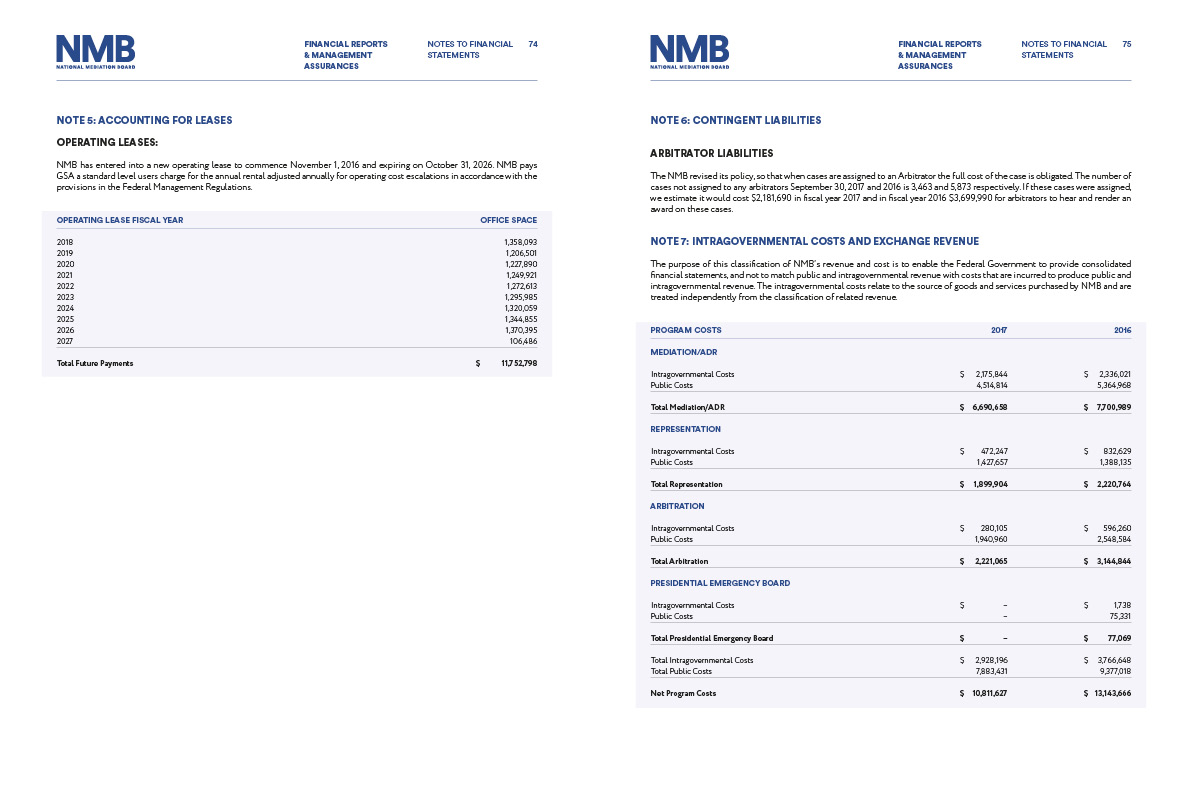 NMB
NATIONAL MEDIATION BOARD
FINANCIAL REPORTS
& MANAGEMENT
ASSURANCES
NOTES TO FINANCIAL
STATEMENTS
74
NOTE 5: ACCOUNTING FOR LEASES
OPERATING LEASES:
NMB has entered into a new operating lease to commence November 1, 2016 and expiring on October 31, 2026. NMB pays
GSA a standard level users charge for the annual rental adjusted annually for operating cost escalations in accordance with the
provisions in the Federal Management Regulations.
OPERATING LEASE FISCAL YEAR OFFICE SPACE
2018 1,358,093
2019 1,206,501
2020 1,227,890
2021 1,249,921
2022 1,272,613
2023 1,295,985
2024 1,320,059
2025 1,344,855
2026 1,370,395
2027 106,486
Total Future Payments $ 11,752,798
NMB
NATIONAL MEDIATION BOARD
FINANCIAL REPORTS
& MANAGEMENT
ASSURANCES
NOTES TO FINANCIAL
STATEMENTS
75
NOTE 6: CONTINGENT LIABILITIES
ARBITRATOR LIABILITIES
The NMB revised its policy, so that when cases are assigned to an Arbitrator the full cost of the case is obligated. The number of
cases not assigned to any arbitrators September 30, 2017 and 2016 is 3,463 and 5,873 respectively. If these cases were assigned,
we estimate it would cost $2,181,690 in fiscal year 2017 and in fiscal year 2016 $3,699,990 for arbitrators to hear and render an
award on these cases.
NOTE 7: INTRAGOVERNMENTAL COSTS AND EXCHANGE REVENUE
The purpose of this classification of NMB's revenue and cost is to enable the Federal Government to provide consolidated
financial statements, and not to match public and intragovernmental revenue with costs that are incurred to produce public and
intragovernmental revenue. The intragovernmental costs relate to the source of goods and services purchased by NMB and are
treated independently from the classification of related revenue.
PROGRAM COSTS 2017 2016
MEDIATION/ADR
Intragovernmental Costs $ 2,175,844 $ 2,336,021
Public Costs 4,514,814 5,364,968
Total Mediation/ADR $ 6,690,658 $ 7,700,989
REPRESENTATION
Intragovernmental Costs $ 472,247 $ 832,629
Public Costs 1,427,657 1,388,135
Total Representation $ 1,899,904 $ 2,220,764
ARBITRATION
Intragovernmental Costs $ 280,105 $ 596,260
Public Costs 1,940,960 2,548,584
Total Arbitration $ 2,221,065 $ 3,144,844
PRESIDENTIAL EMERGENCY BOARD
Intragovernmental Costs $ – $ 1,738
Public Costs – 75,331
Total Presidential Emergency Board $ – $ 77,069
Total Intragovernmental Costs $ 2,928,196 $ 3,766,648
Total Public Costs 7,883,431 9,377,018
Net Program Costs $ 10,811,627 $ 13,143,666